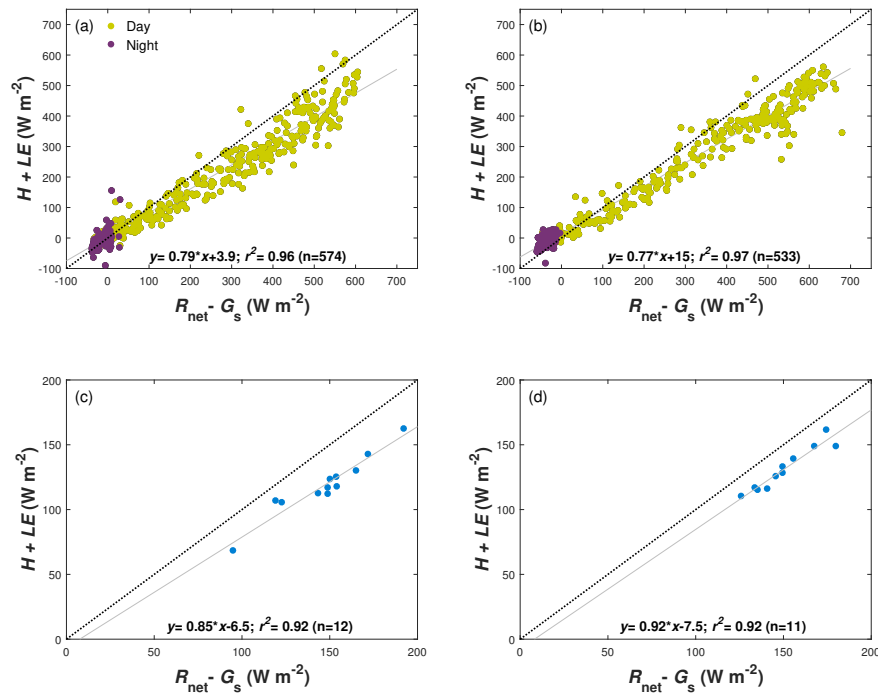 (a)
Day
Night
700
600
500
400
300
200
100
0
-100
H + LE (W m-2)
y= 0.79*x+3.9; r2= 0.96 (n=574)
-100 0 100 200 300 400 500 600 700
Rnet- Gs (W m-2)
(b)
700
600
500
400
300
200
100
0
-100
H + LE (W m-2)
y= 0.77*x+15; r2= 0.97 (n=533)
-100 0 100 200 300 400 500 600 700
Rnet- Gs (W m-2)
(c)
200
150
100
50
0
H + LE (W m-2)
y= 0.85*x-6.5; r2= 0.92 (n=12)
0 50 100 150 200
Rnet- Gs (W m-2)
(d)
200
150
100
50
0
H + LE (W m-2)
y= 0.92*x-7.5; r2= 0.92 (n=11)
0 50 100 150 200
Rnet- Gs (W m-2)